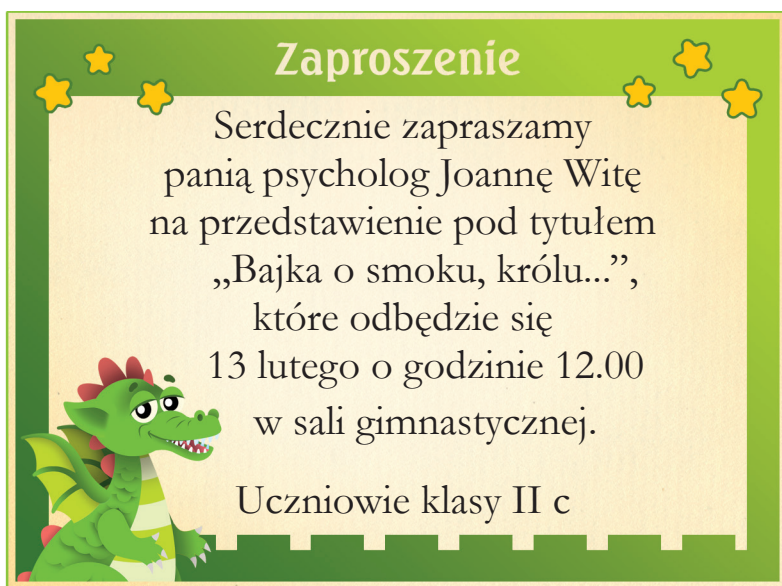 Zaproszenie
Serdecznie zapraszamy
panią psycholog Joannę Witę
na przedstawienie pod tytułem
„Bajka o smoku, królu...”,
które odbędzie się
13 lutego o godzinie 12.00
w sali gimnastycznej.
Uczniowie klasy II c